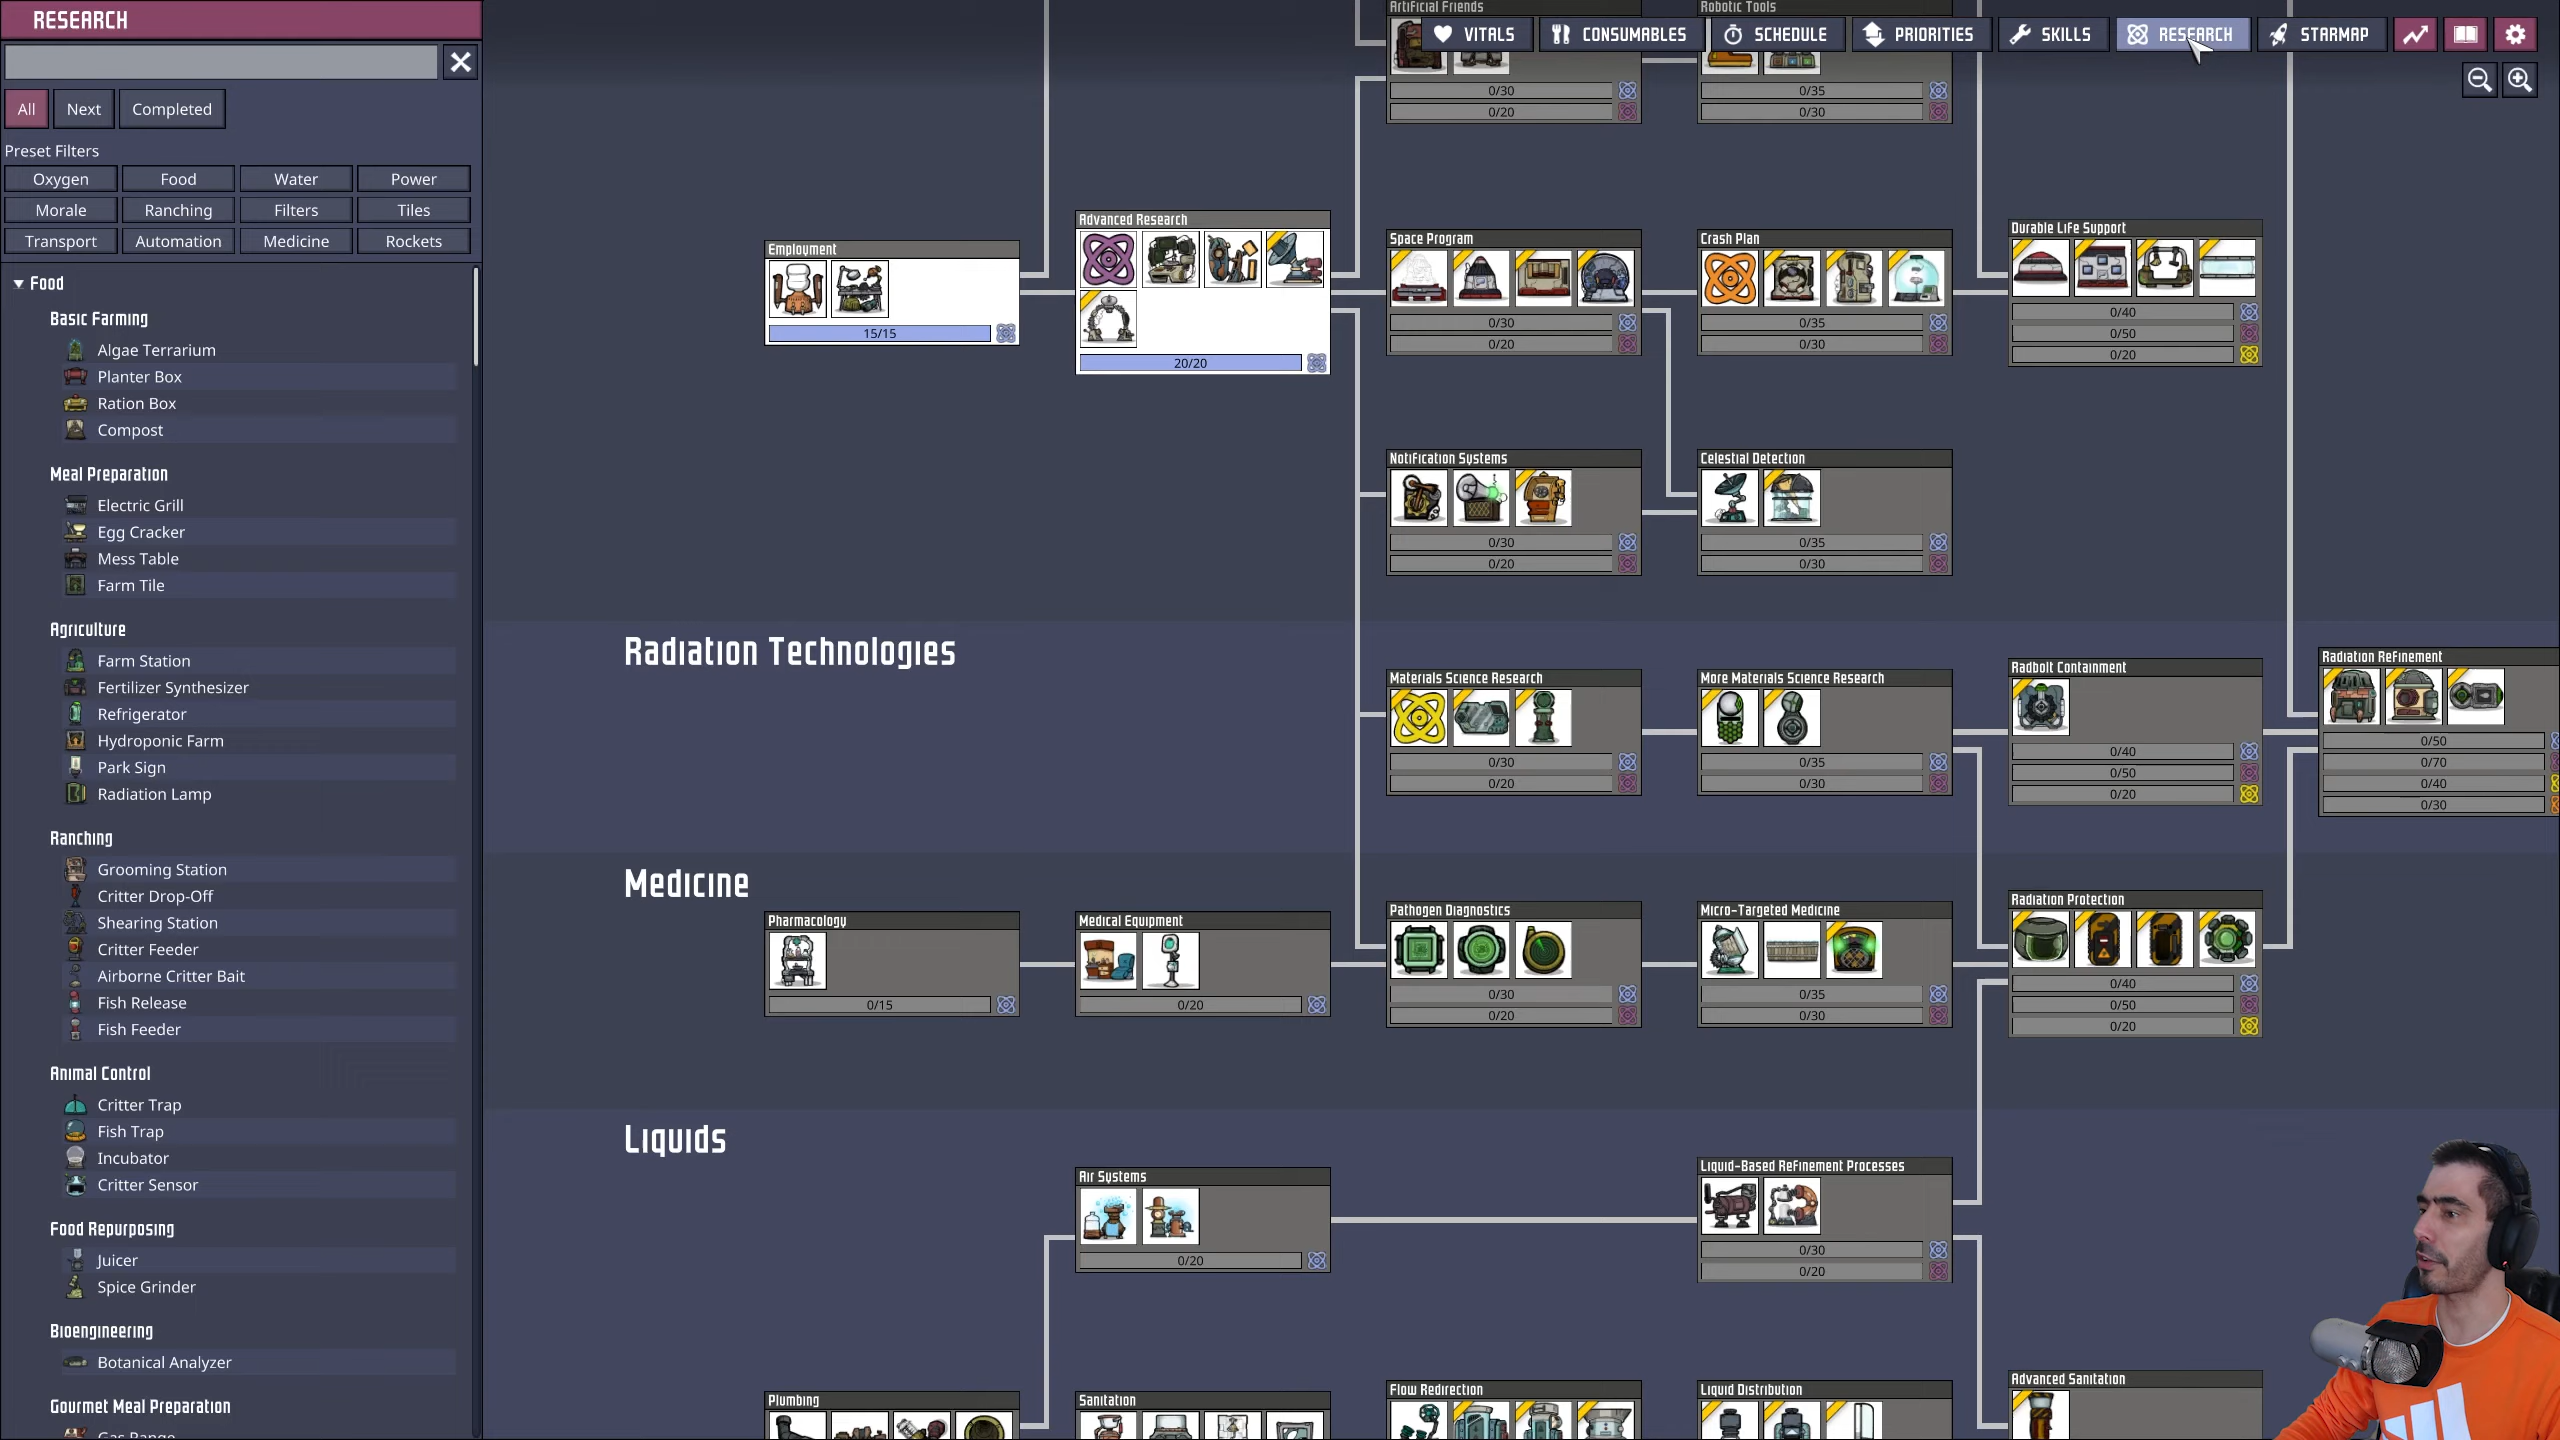 RESEARCH
All
Next
Completed
Preset Filters
Oxygen
Food
Water
Power
Morale
Ranching
Filters
Tiles
Transport
Automation
Medicine
Rockets
Food
Basic Farming
Algae Terrarium
Planter Box
Ration Box
Compost
Meal Preparation
Electric Grill
Egg Cracker
Mess Table
Farm Tile
Agriculture
Farm Station
Fertilizer Synthesizer
Refrigerator
Hydroponic Farm
Park Sign
Radiation Lamp
Ranching
Grooming Station
Critter Drop-Off
Shearing Station
Critter Feeder
Airborne Critter Bait
Fish Release
Fish Feeder
Animal Control
Critter Trap
Fish Trap
Incubator
Critter Sensor
Food Repurposing
Juicer
Spice Grinder
Bioengineering
Botanical Analyzer
Gourmet Meal Preparation
Gas Range
VITALS
CONSUMABLES
SCHEDULE
PRIORITIES
SKILLS
RESEARCH
STARMAP
Artificial Friends
0/30
0/20
Robotic Tools
0/35
0/30
Employment
15/15
Advanced Research
20/20
Space Program
0/30
0/20
Crash Plan
0/35
0/30
Durable Life Support
0/40
0/50
0/20
Notification Systems
0/30
0/20
Celestial Detection
0/35
0/30
Radiation Technologies
Materials Science Research
0/30
0/20
More Materials Science Research
0/35
0/30
Radbolt Containment
0/40
0/50
0/20
Radiation Refinement
0/50
0/70
0/40
0/30
Medicine
Pharmacology
0/15
Medical Equipment
0/20
Pathogen Diagnostics
0/30
0/20
Micro-Targeted Medicine
0/35
0/30
Radiation Protection
0/40
0/50
0/20
Liquids
Air Systems
0/20
Liquid-Based Refinement Processes
0/30
0/20
Plumbing
Sanitation
Flow Redirection
Liquid Distribution
Advanced Sanitation